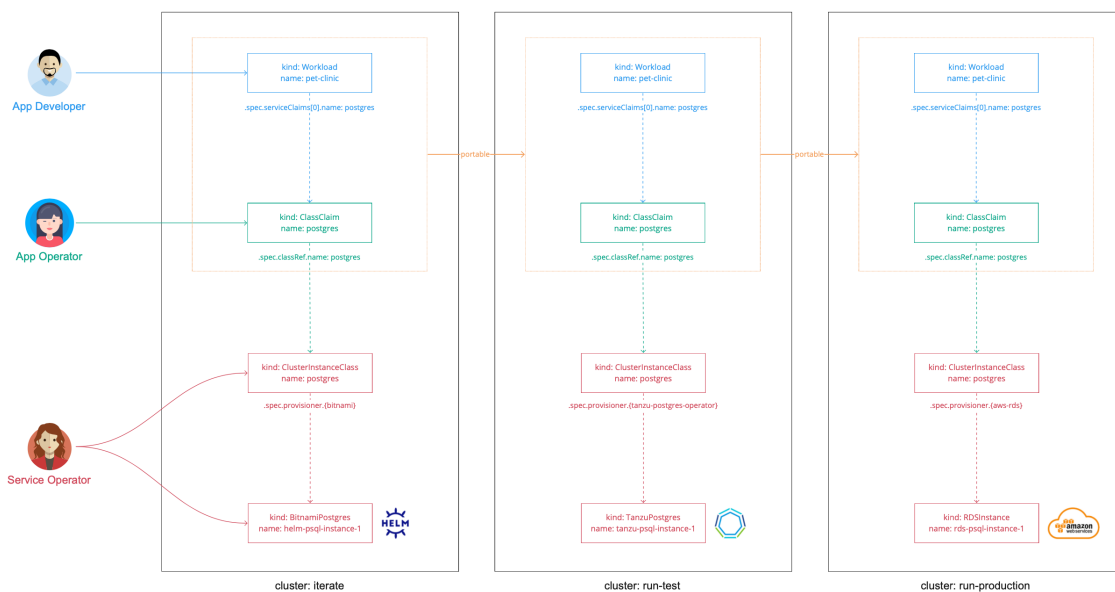 App Developer
App Operator
Service Operator
kind: Workload
name: pet-clinic
.spec.serviceClaims[0].name: postgres
kind: ClassClaim
name: postgres
.spec.classRef.name: postgres
kind: ClusterInstanceClass
name: postgres
.spec.provisioner.{bitnami}
kind: BitnamiPostgres
name: helm-psql-instance-1
HELM
cluster: iterate
portable
kind: Workload
name: pet-clinic
.spec.serviceClaims[0].name: postgres
kind: ClassClaim
name: postgres
.spec.classRef.name: postgres
kind: ClusterInstanceClass
name: postgres
.spec.provisioner.{tanzu-postgres-operator}
kind: TanzuPostgres
name: tanzu-psql-instance-1
cluster: run-test
portable
kind: Workload
name: pet-clinic
.spec.serviceClaims[0].name: postgres
kind: ClassClaim
name: postgres
.spec.classRef.name: postgres
kind: ClusterInstanceClass
name: postgres
.spec.provisioner.{aws-rds}
kind: RDSInstance
name: rds-psql-instance-1
amazon
webservices
cluster: run-production